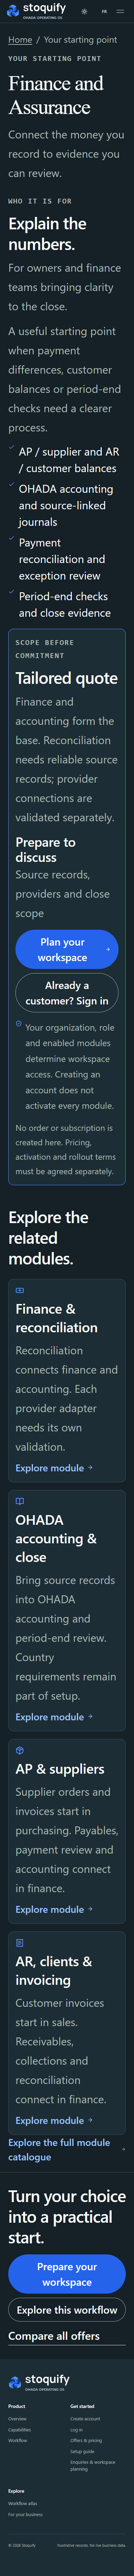 stoquify
OHADA OPERATING OS
FR
Home / Your starting point
YOUR STARTING POINT
Finance and
Assurance
Connect the money you
record to evidence you
can review.
WHO IT IS FOR
Explain the
numbers.
For owners and finance
teams bringing clarity
to the close.
A useful starting point
when payment
differences, customer
balances or period-end
checks need a clearer
process.
AP / supplier and AR
/ customer balances
OHADA accounting
and source-linked
journals
Payment
reconciliation and
exception review
Period-end checks
and close evidence
SCOPE BEFORE
COMMITMENT
Tailored quote
Finance and
accounting form the
base. Reconciliation
needs reliable source
records; provider
connections are
validated separately.
Prepare to
discuss
Source records,
providers and close
scope
Plan your
workspace
Already a
customer? Sign in
Your organization, role
and enabled modules
determine workspace
access. Creating an
account does not
activate every module.
No order or subscription is
created here. Pricing,
activation and rollout terms
must be agreed separately.
Explore the
related
modules.
Finance &
reconciliation
Reconciliation
connects finance and
accounting. Each
provider adapter
needs its own
validation.
Explore module
OHADA
accounting &
close
Bring source records
into OHADA
accounting and
period-end review.
Country
requirements remain
part of setup.
Explore module
AP & suppliers
Supplier orders and
invoices start in
purchasing. Payables,
payment review and
accounting connect
in finance.
Explore module
AR, clients &
invoicing
Customer invoices
start in sales.
Receivables,
collections and
reconciliation
connect in finance.
Explore module
Explore the full module
catalogue
Turn your choice
into a practical
start.
Prepare your
workspace
Explore this workflow
Compare all offers
stoquify
OHADA OPERATING OS
Product
Overview
Capabilities
Workflow
Get started
Create account
Log in
Offers & pricing
Setup guide
Enquiries & workspace
planning
Explore
Workflow atlas
For your business
© 2026 Stoquify
Illustrative records. No live business data.